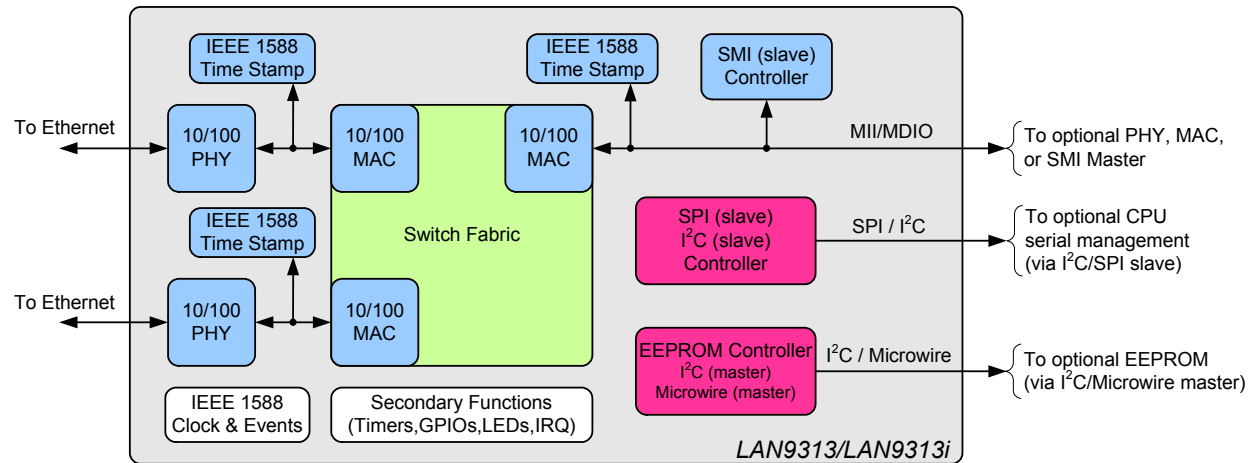 IEEE 1588
Time Stamp
IEEE 1588
Time Stamp
SMI (slave)
Controller
To Ethernet
10/100
PHY
10/100
MAC
10/100
MAC
MII/MDIO
To optional PHY, MAC,
or SMI Master
IEEE 1588
Time Stamp
Switch Fabric
SPI (slave)
I²C (slave)
Controller
SPI / I²C
To optional CPU
serial management
(via I²C/SPI slave)
To Ethernet
10/100
PHY
10/100
MAC
EEPROM Controller
I²C (master)
Microwire (master)
I²C / Microwire
To optional EEPROM
(via I²C/Microwire master)
IEEE 1588
Clock & Events
Secondary Functions
(Timers,GPIOs,LEDs,IRQ)
LAN9313/LAN9313i